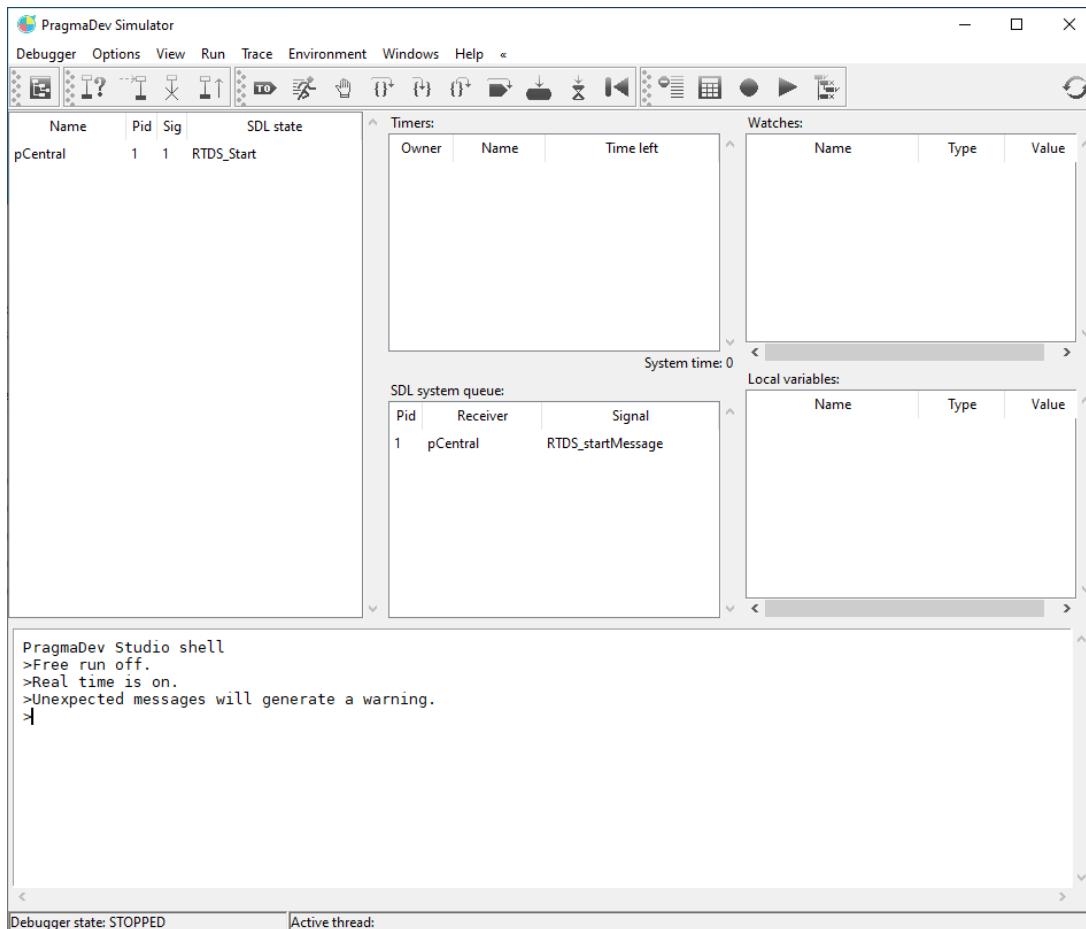 PragmaDev Simulator
Debugger Options View Run Trace Environment Windows Help «
I? I I I↑ TO {} {} {}
Name Pid Sig SDL state
pCentral 1 1 RTDS_Start
Timers:
Owner Name Time left
System time: 0
SDL system queue:
Pid Receiver Signal
1 pCentral RTDS_startMessage
Watches:
Name Type Value
Local variables:
Name Type Value
PragmaDev Studio shell
>Free run off.
>Real time is on.
>Unexpected messages will generate a warning.
>
Debugger state: STOPPED Active thread: